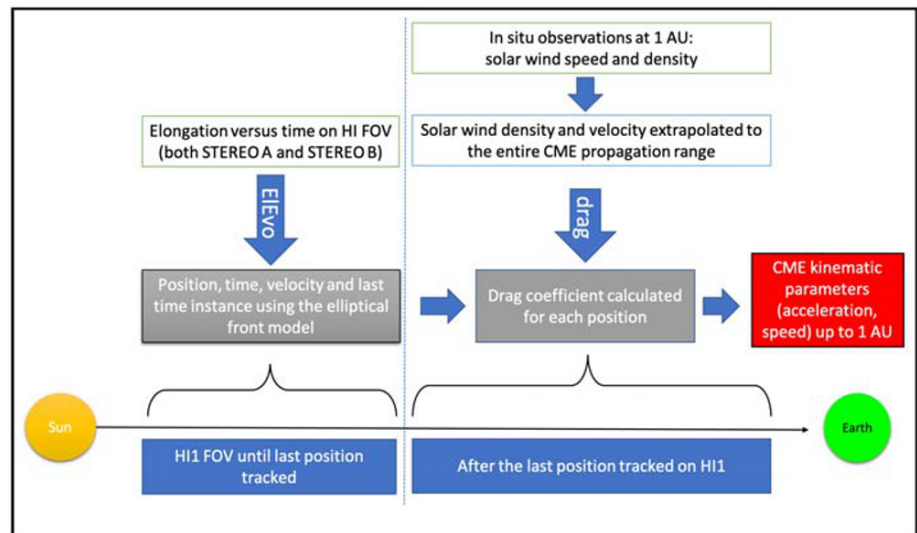 In situ observations at 1 AU:
solar wind speed and density
Elongation versus time on HI FOV
(both STEREO A and STEREO B)
Solar wind density and velocity extrapolated to
the entire CME propagation range
ElEvo
drag
Position, time, velocity and last
time instance using the elliptical
front model
Drag coefficient calculated
for each position
CME kinematic
parameters
(acceleration,
speed) up to 1 AU
Sun
Earth
HI1 FOV until last position
tracked
After the last position tracked on HI1